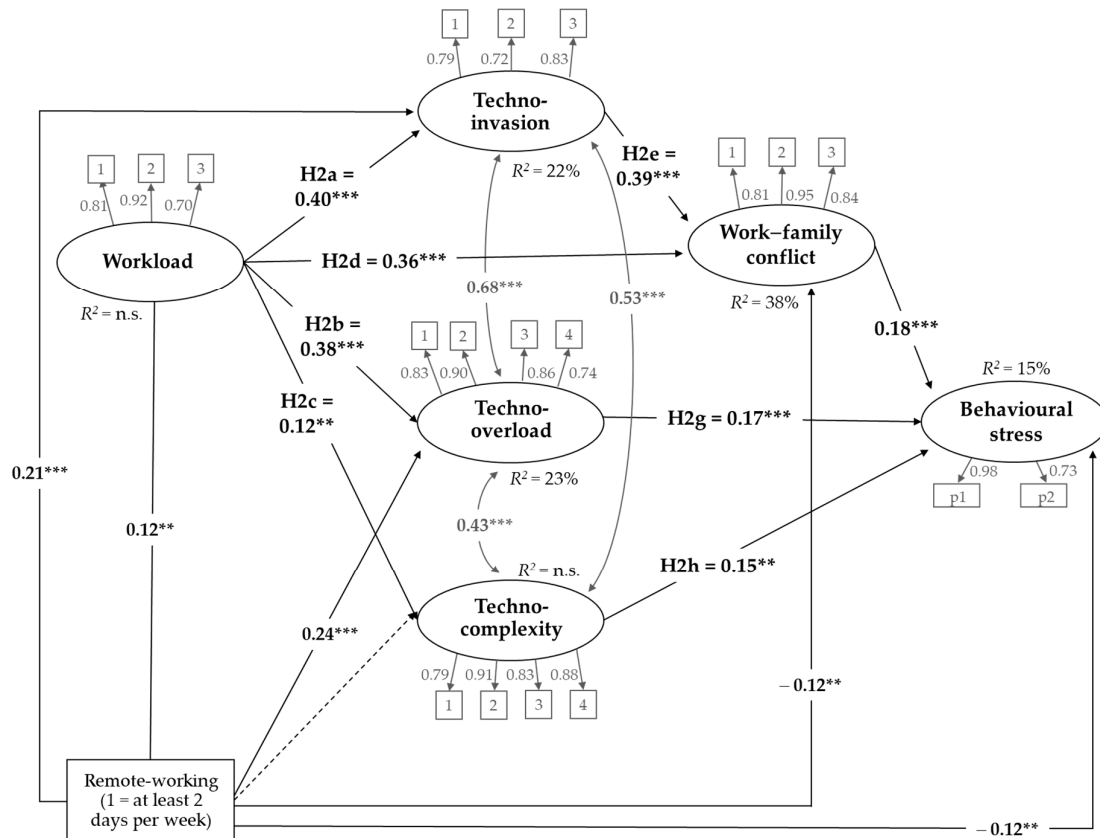 1
2
3
0.79
0.72
0.83
Techno-
invasion
R² = 22%
1
2
3
0.81
0.92
0.70
Workload
R² = n.s.
H2a =
0.40***
H2e =
0.39***
1
2
3
0.81
0.95
0.84
Work–family
conflict
R² = 38%
H2d = 0.36***
0.68***
0.53***
H2b =
0.38***
0.18***
1
2
3
4
0.83
0.90
0.86
0.74
Techno-
overload
R² = 23%
H2c =
0.12**
H2g = 0.17***
R² = 15%
Behavioural
stress
0.98
0.73
p1
p2
0.21***
0.12**
0.43***
R² = n.s.
H2h = 0.15**
Techno-
complexity
0.24***
0.79
0.91
0.83
0.88
1
2
3
4
– 0.12**
Remote-working
(1 = at least 2
days per week)
– 0.12**